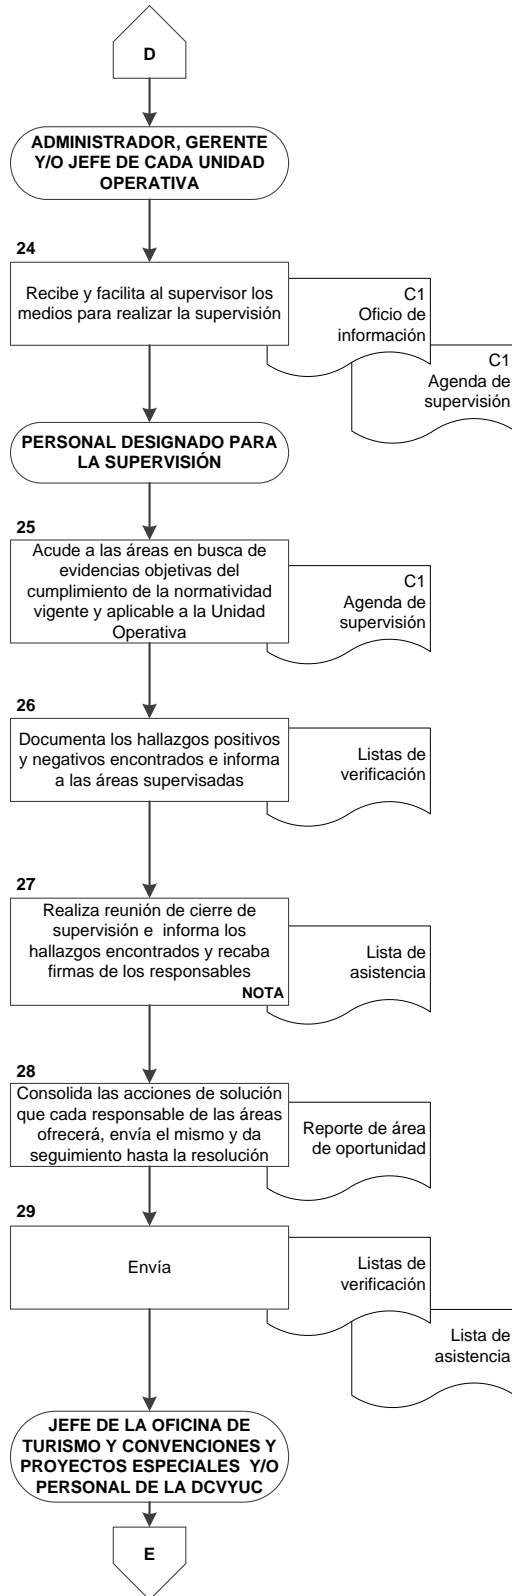 D
ADMINISTRADOR, GERENTE
Y/O JEFE DE CADA UNIDAD
OPERATIVA
24
Recibe y facilita al supervisor los
medios para realizar la supervisión
C1
Oficio de
información
C1
Agenda de
supervisión
PERSONAL DESIGNADO PARA
LA SUPERVISIÓN
25
Acude a las áreas en busca de
evidencias objetivas del
cumplimiento de la normatividad
vigente y aplicable a la Unidad
Operativa
C1
Agenda de
supervisión
26
Documenta los hallazgos positivos
y negativos encontrados e informa
a las áreas supervisadas
Listas de
verificación
27
Realiza reunión de cierre de
supervisión e informa los
hallazgos encontrados y recaba
firmas de los responsables
NOTA
Lista de
asistencia
28
Consolida las acciones de solución
que cada responsable de las áreas
ofrecerá, envía el mismo y da
seguimiento hasta la resolución
Reporte de área
de oportunidad
29
Envía
Listas de
verificación
Lista de
asistencia
JEFE DE LA OFICINA DE
TURISMO Y CONVENCIONES Y
PROYECTOS ESPECIALES Y/O
PERSONAL DE LA DCVYUC
E